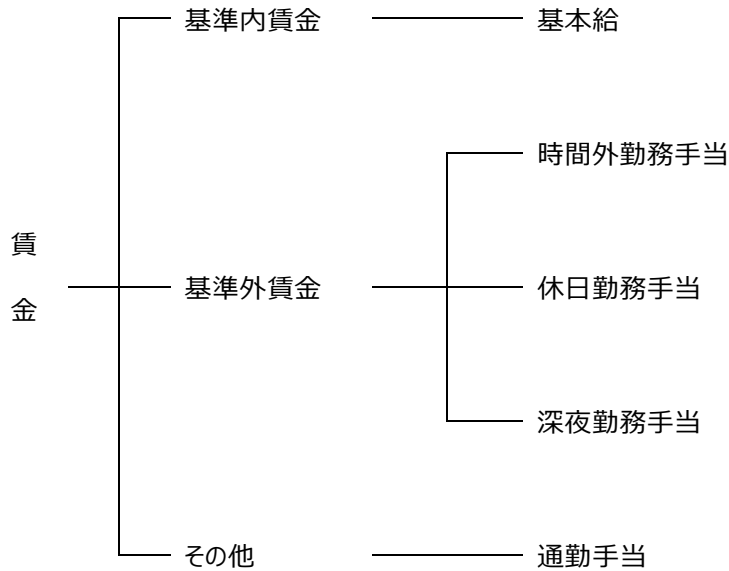 賃金
基準内賃金
基本給
時間外勤務手当
基準外賃金
休日勤務手当
深夜勤務手当
その他
通勤手当